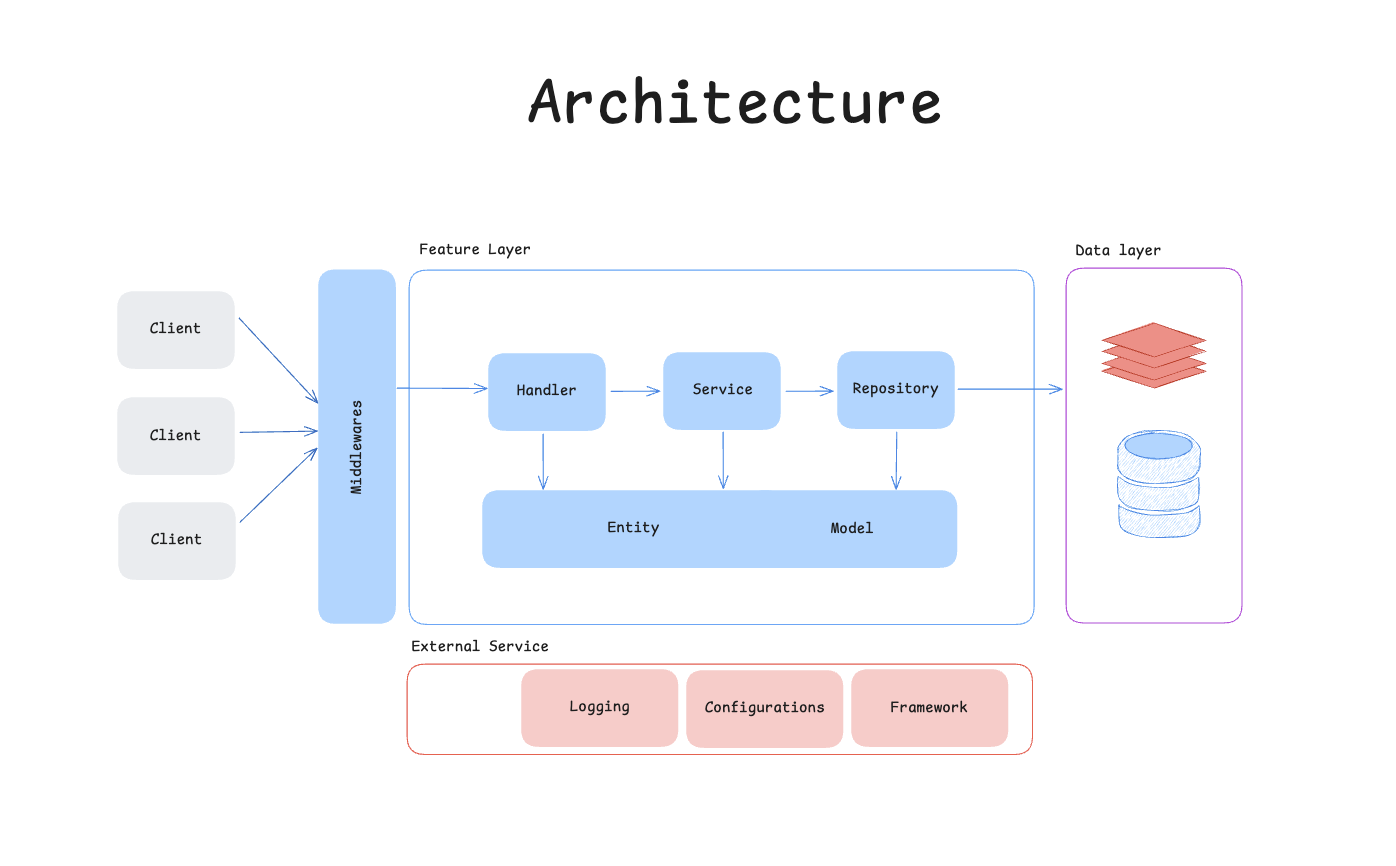 Architecture
Feature Layer
Data layer
Client
Client
Client
Middlewares
Handler
Service
Repository
Entity
Model
External Service
Logging
Configurations
Framework